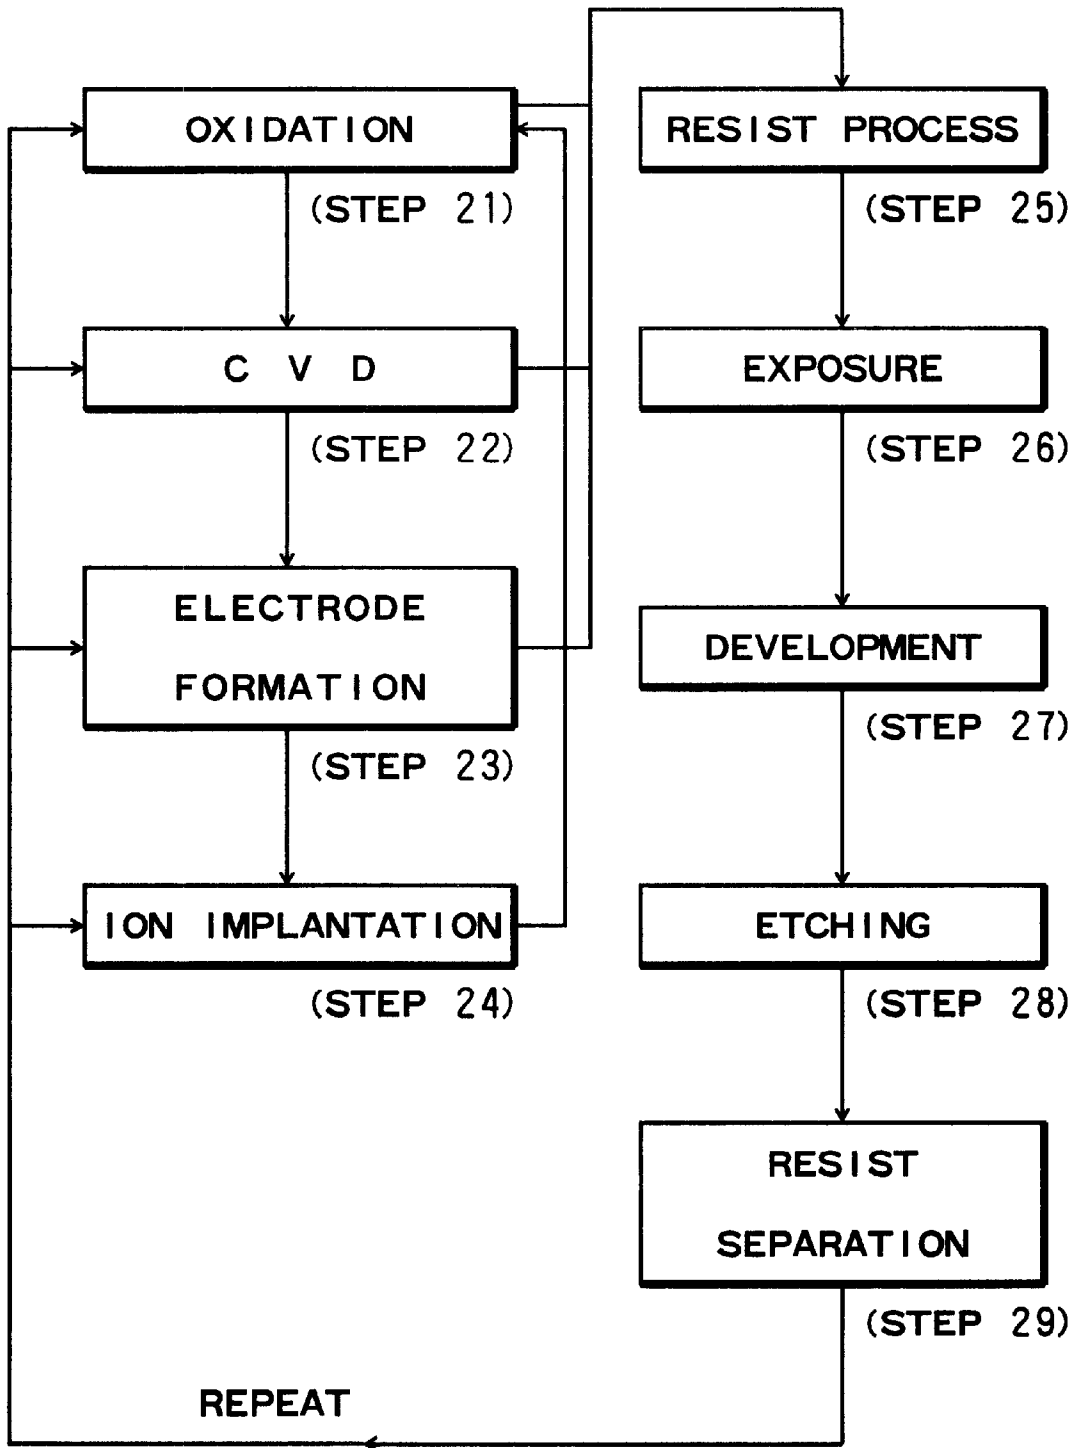 OXIDATION
(STEP 21)
C V D
(STEP 22)
ELECTRODE
FORMATION
(STEP 23)
ION IMPLANTATION
(STEP 24)
RESIST PROCESS
(STEP 25)
EXPOSURE
(STEP 26)
DEVELOPMENT
(STEP 27)
ETCHING
(STEP 28)
RESIST
SEPARATION
(STEP 29)
REPEAT